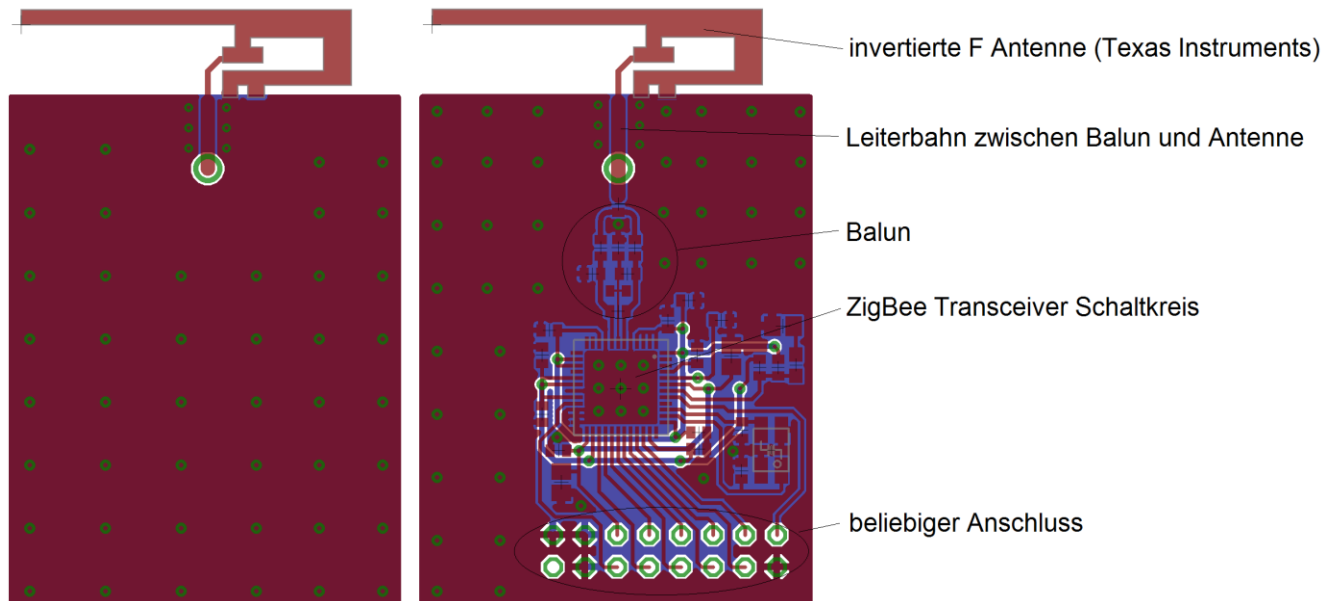 invertierte F Antenne (Texas Instruments)
Leiterbahn zwischen Balun und Antenne
Balun
ZigBee Transceiver Schaltkreis
beliebiger Anschluss